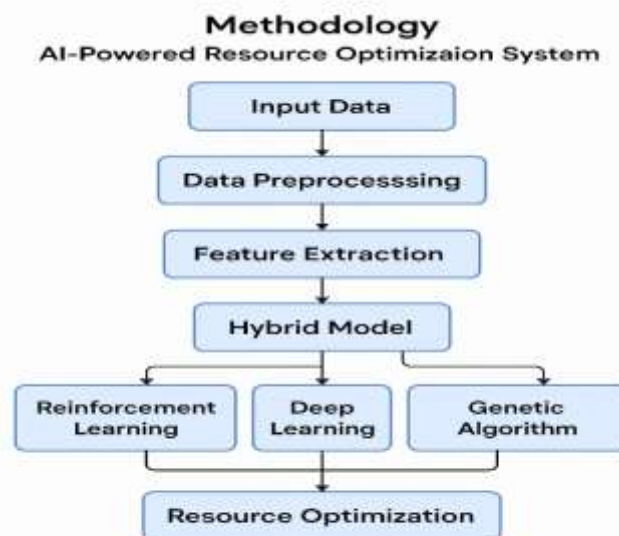 Methodology
AI-Powered Resource Optimizaion System
Input Data
Data Preprocesssing
Feature Extraction
Hybrid Model
Reinforcement
Learning
Deep
Learning
Genetic
Algorithm
Resource Optimization